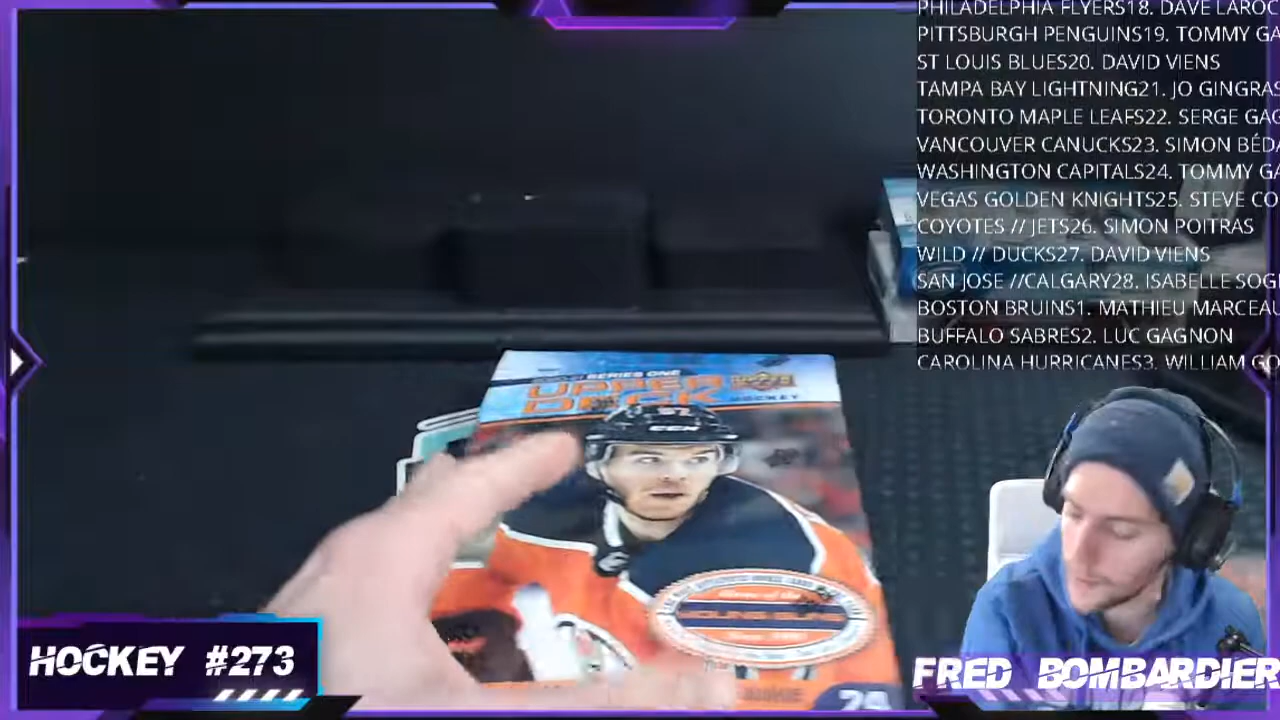 PHILADELPHIA FLYERS18. DAVE LAROC
PITTSBURGH PENGUINS19. TOMMY GA
ST LOUIS BLUES20. DAVID VIENS
TAMPA BAY LIGHTNING21. JO GINGRAS
TORONTO MAPLE LEAFS22. SERGE GAG
VANCOUVER CANUCKS23. SIMON BÉDA
WASHINGTON CAPITALS24. TOMMY GA
VEGAS GOLDEN KNIGHTS25. STEVE CO
COYOTES // JETS26. SIMON POITRAS
WILD // DUCKS27. DAVID VIENS
SAN JOSE //CALGARY28. ISABELLE SOG
BOSTON BRUINS1. MATHIEU MARCEAU
BUFFALO SABRES2. LUC GAGNON
CAROLINA HURRICANES3. WILLIAM GO
SERIES ONE
UPPER
DECK
HOCKEY
97
CCM
HOCKEY #273
FRED BOMBARDIER